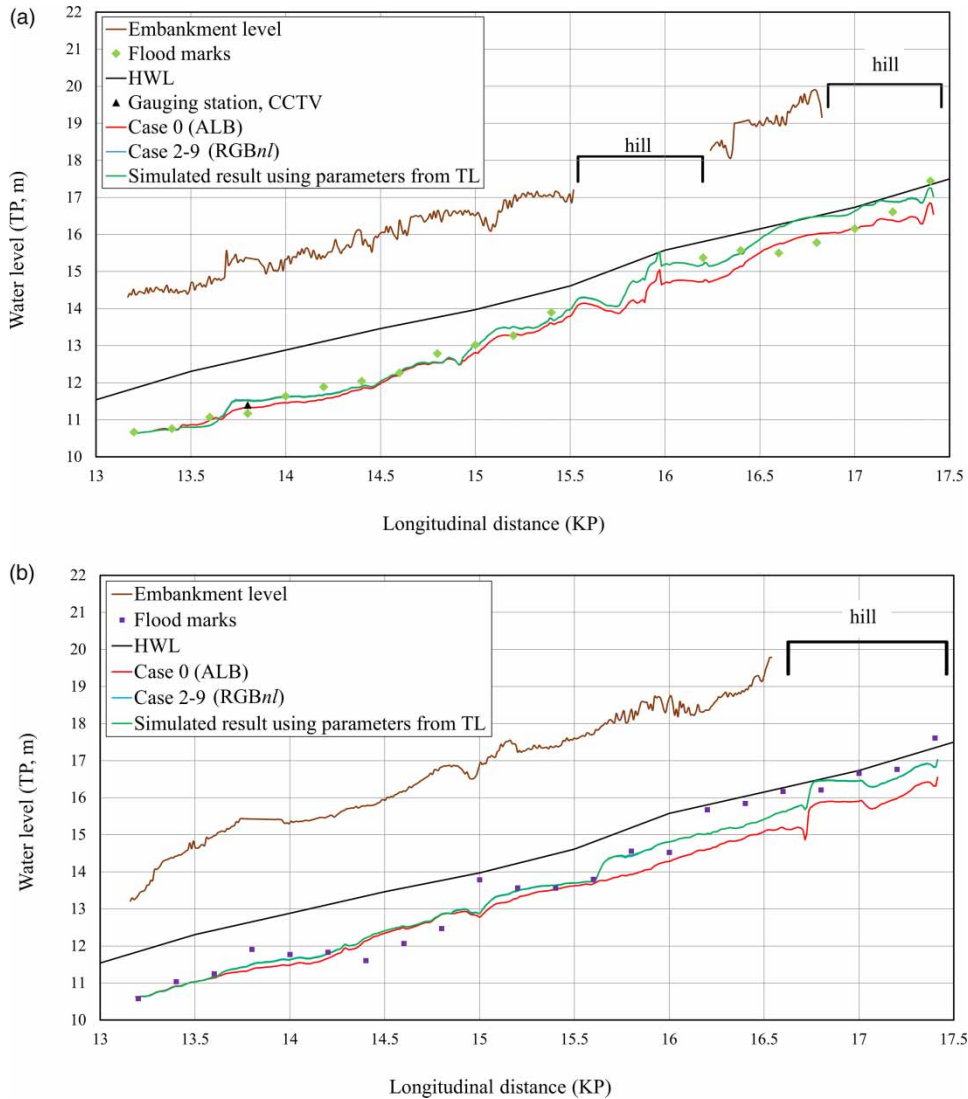 (a)
22
21
20
19
18
17
16
15
14
13
12
11
10
Water level (TP, m)
Embankment level
Flood marks
HWL
Gauging station, CCTV
Case 0 (ALB)
Case 2-9 (RGBnl)
Simulated result using parameters from TL
hill
hill
13 13.5 14 14.5 15 15.5 16 16.5 17 17.5
Longitudinal distance (KP)
(b)
22
21
20
19
18
17
16
15
14
13
12
11
10
Water level (TP, m)
Embankment level
Flood marks
HWL
Case 0 (ALB)
Case 2-9 (RGBnl)
Simulated result using parameters from TL
hill
13 13.5 14 14.5 15 15.5 16 16.5 17 17.5
Longitudinal distance (KP)